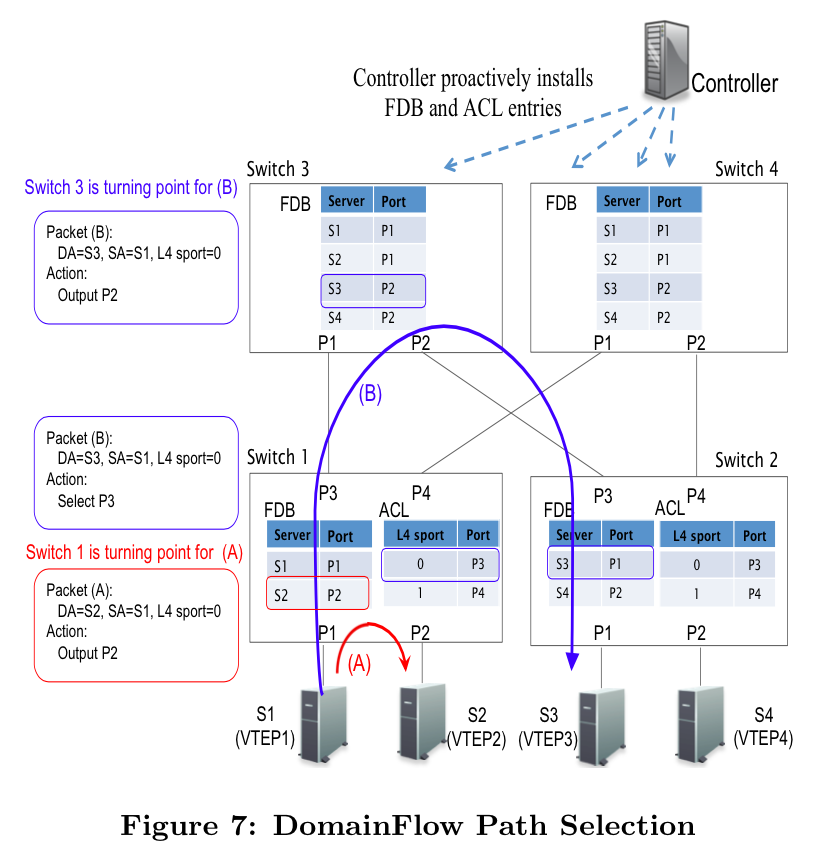 Controller proactively installs
FDB and ACL entries
Controller
Switch 3
Switch 4
Switch 3 is turning point for (B)
Packet (B):
DA=S3, SA=S1, L4 sport=0
Action:
Output P2
FDB
Server Port
S1 P1
S2 P1
S3 P2
S4 P2
P1 P2
FDB
Server Port
S1 P1
S2 P1
S3 P2
S4 P2
P1 P2
(B)
Packet (B):
DA=S3, SA=S1, L4 sport=0
Action:
Select P3
Switch 1
Switch 2
P3 P4
FDB ACL
Server Port
S1 P1
S2 P2
L4 sport Port
0 P3
1 P4
P1 P2
P3 P4
FDB ACL
Server Port
S3 P1
S4 P2
L4 sport Port
0 P3
1 P4
P1 P2
Switch 1 is turning point for (A)
Packet (A):
DA=S2, SA=S1, L4 sport=0
Action:
Output P2
(A)
S1
(VTEP1)
S2
(VTEP2)
S3
(VTEP3)
S4
(VTEP4)
Figure 7: DomainFlow Path Selection